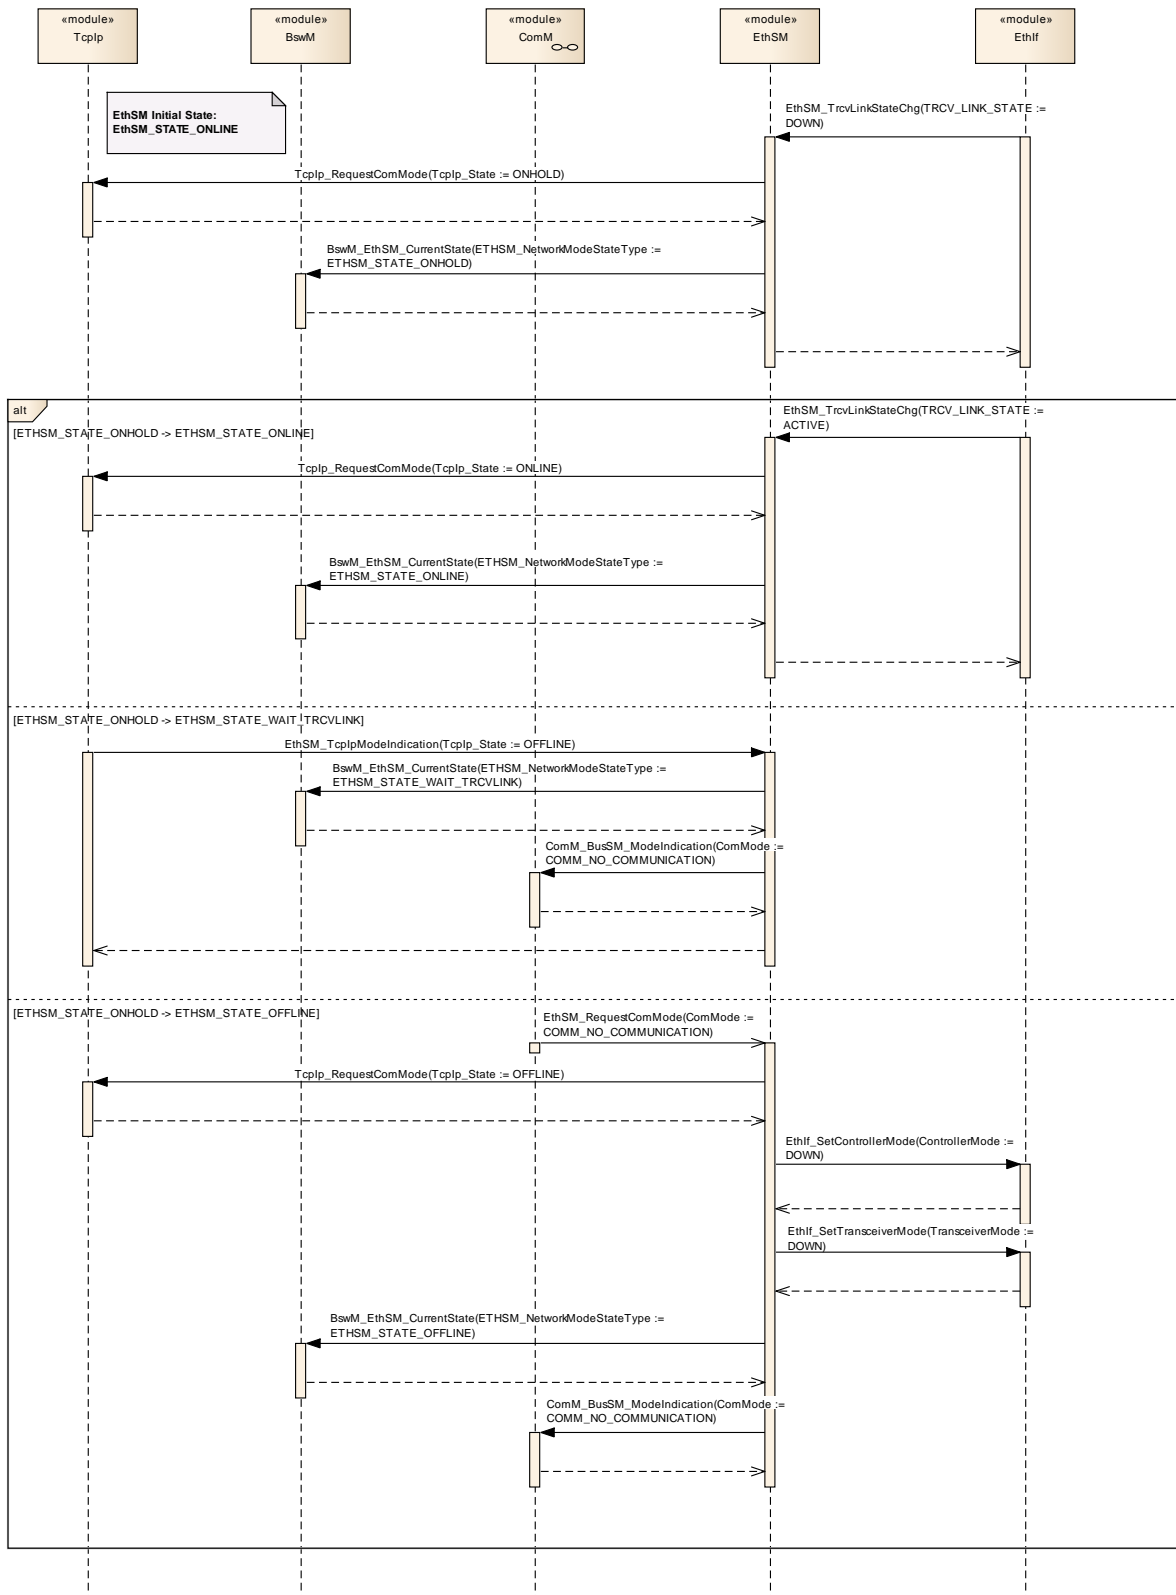 «module»
TcpIp
«module»
BswM
«module»
ComM
«module»
EthSM
«module»
EthIf
EthSM Initial State:
EthSM_STATE_ONLINE
EthSM_TrcvLinkStateChg(TRCV_LINK_STATE :=
DOWN)
TcpIp_RequestComMode(TcpIp_State := ONHOLD)
BswM_EthSM_CurrentState(ETHSM_NetworkModeStateType :=
ETHSM_STATE_ONHOLD)
alt
EthSM_TrcvLinkStateChg(TRCV_LINK_STATE :=
ACTIVE)
[ETHSM_STATE_ONHOLD -> ETHSM_STATE_ONLINE]
TcpIp_RequestComMode(TcpIp_State := ONLINE)
BswM_EthSM_CurrentState(ETHSM_NetworkModeStateType :=
ETHSM_STATE_ONLINE)
[ETHSM_STATE_ONHOLD -> ETHSM_STATE_WAIT_TRCVLINK]
EthSM_TcpIpModeIndication(TcpIp_State := OFFLINE)
BswM_EthSM_CurrentState(ETHSM_NetworkModeStateType :=
ETHSM_STATE_WAIT_TRCVLINK)
ComM_BusSM_ModeIndication(ComMode :=
COMM_NO_COMMUNICATION)
[ETHSM_STATE_ONHOLD -> ETHSM_STATE_OFFLINE]
EthSM_RequestComMode(ComMode :=
COMM_NO_COMMUNICATION)
TcpIp_RequestComMode(TcpIp_State := OFFLINE)
EthIf_SetControllerMode(ControllerMode :=
DOWN)
EthIf_SetTransceiverMode(TransceiverMode :=
DOWN)
BswM_EthSM_CurrentState(ETHSM_NetworkModeStateType :=
ETHSM_STATE_OFFLINE)
ComM_BusSM_ModeIndication(ComMode :=
COMM_NO_COMMUNICATION)